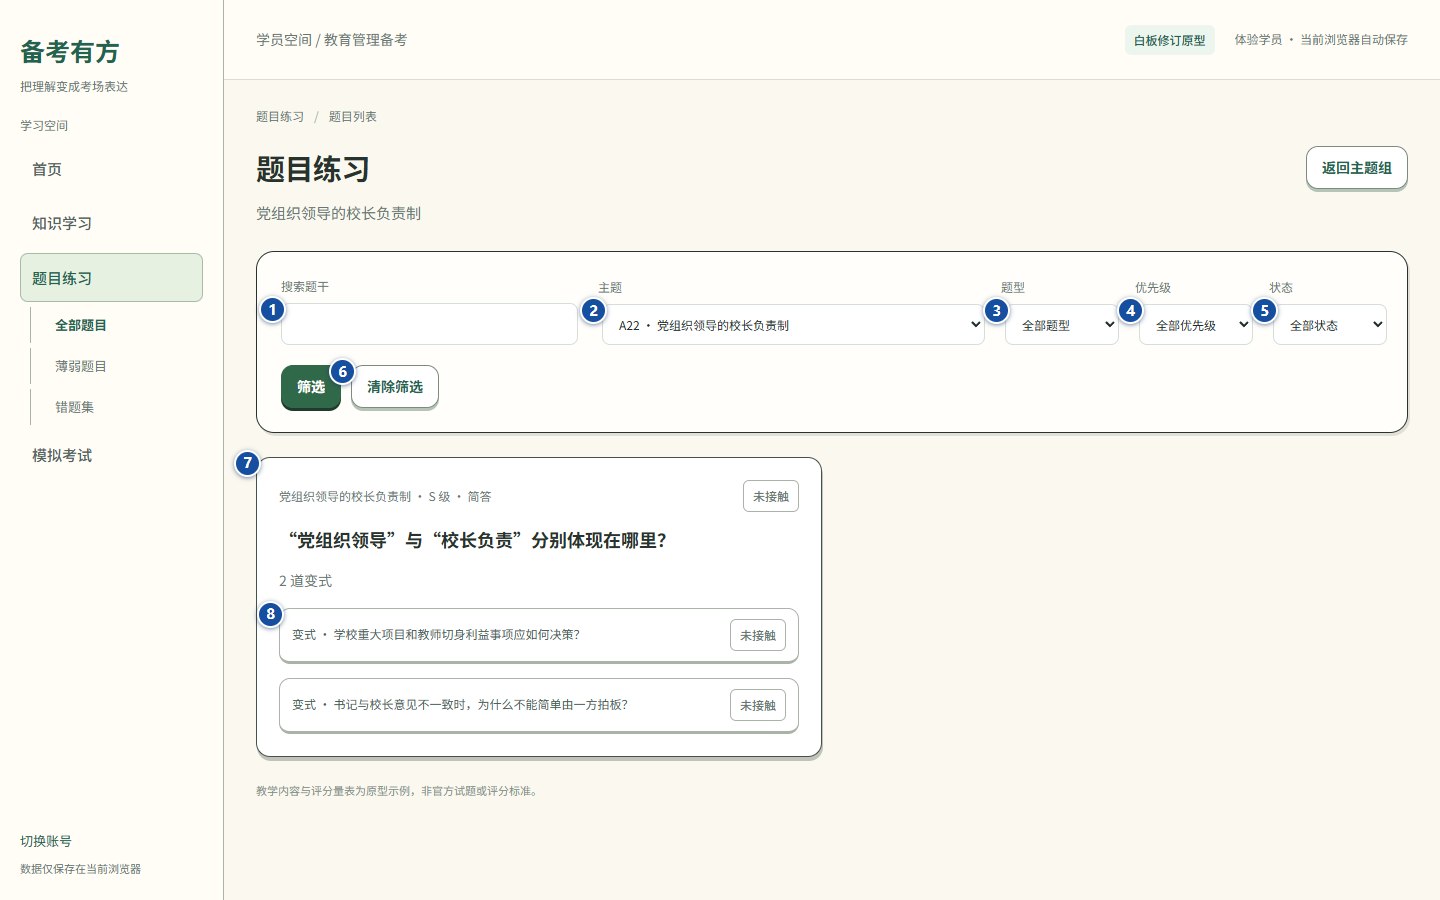 备考有方
把理解变成考场表达
学习空间
首页
知识学习
题目练习
全部题目
薄弱题目
错题集
模拟考试
切换账号
数据仅保存在当前浏览器
学员空间 / 教育管理备考
白板修订原型
体验学员 · 当前浏览器自动保存
题目练习 / 题目列表
题目练习
返回主题组
党组织领导的校长负责制
搜索题干
主题
题型
优先级
状态
1
2
A22 · 党组织领导的校长负责制
3
全部题型
4
全部优先级
5
全部状态
筛选
6
清除筛选
7
党组织领导的校长负责制 · S 级 · 简答
未接触
“党组织领导”与“校长负责”分别体现在哪里？
2 道变式
8
变式 · 学校重大项目和教师切身利益事项应如何决策？
未接触
变式 · 书记与校长意见不一致时，为什么不能简单由一方拍板？
未接触
教学内容与评分量表为原型示例，非官方试题或评分标准。